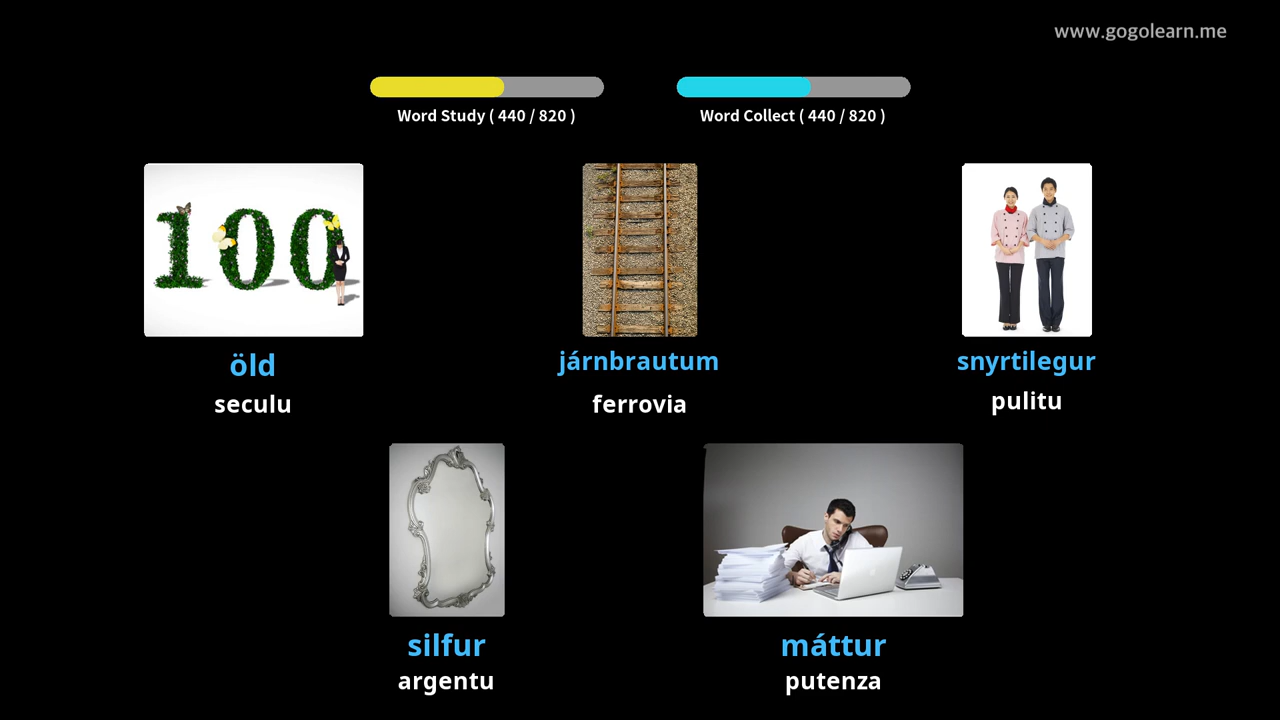 www.gogolearn.me
Word Study ( 440 / 820 )
Word Collect ( 440 / 820 )
100
öld
seculu
járnbrautum
ferrovia
snyrtilegur
pulitu
silfur
argentu
máttur
putenza